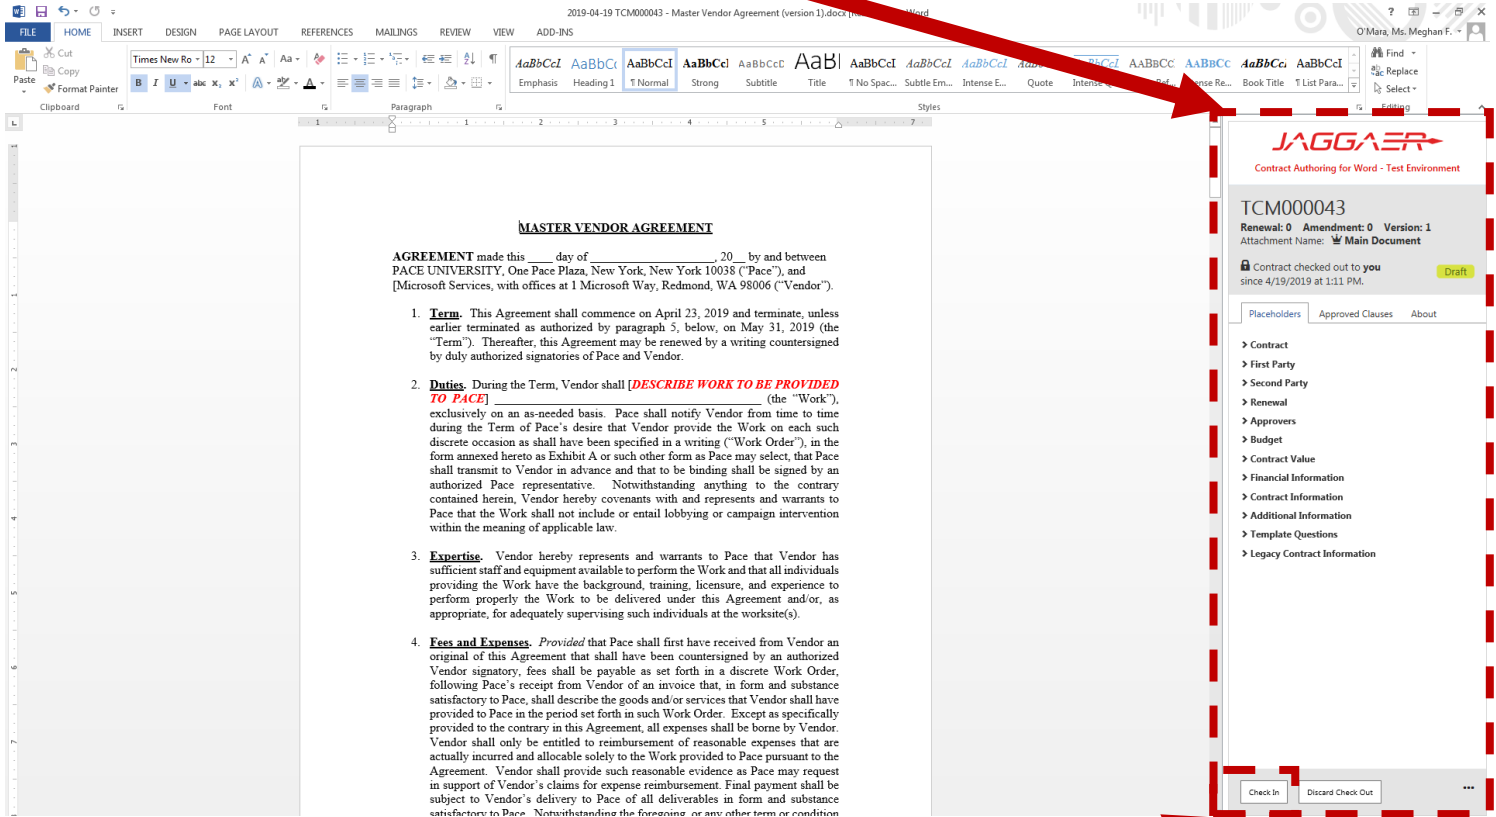 2019-04-19 TCM000043 - Master Vendor Agreement (version 1).docx
Word
FILE HOME INSERT DESIGN PAGE LAYOUT REFERENCES MAILINGS REVIEW VIEW ADD-INS
O'Mara, Ms. Meghan F.
Paste
Cut
Copy
Format Painter
Clipboard
Times New Ro 12
Font
Paragraph
AaBbCcI Emphasis
AaBbCc Heading 1
AaBbCcI ¶ Normal
AaBbCcI Strong
AaBbCcD Subtitle
AaBl Title
AaBbCcI ¶ No Spac...
AaBbCcI Subtle Em...
AaBbCcI Intense E...
Quote
AaBbCcI
AABBCC
AABBCC
AaBbCcI Book Title
AaBbCcI ¶ List Para...
Styles
Find
Replace
Select
Editing
MASTER VENDOR AGREEMENT
AGREEMENT made this ____ day of ____________________, 20__ by and between
PACE UNIVERSITY, One Pace Plaza, New York, New York 10038 (“Pace”), and
[Microsoft Services, with offices at 1 Microsoft Way, Redmond, WA 98006 (“Vendor”).
1. Term. This Agreement shall commence on April 23, 2019 and terminate, unless
earlier terminated as authorized by paragraph 5, below, on May 31, 2019 (the
“Term”). Thereafter, this Agreement may be renewed by a writing countersigned
by duly authorized signatories of Pace and Vendor.
2. Duties. During the Term, Vendor shall [DESCRIBE WORK TO BE PROVIDED
TO PACE] ___________________________________________ (the “Work”),
exclusively on an as-needed basis. Pace shall notify Vendor from time to time
during the Term of Pace’s desire that Vendor provide the Work on each such
discrete occasion as shall have been specified in a writing (“Work Order”), in the
form annexed hereto as Exhibit A or such other form as Pace may select, that Pace
shall transmit to Vendor in advance and that to be binding shall be signed by an
authorized Pace representative. Notwithstanding anything to the contrary
contained herein, Vendor hereby covenants with and represents and warrants to
Pace that the Work shall not include or entail lobbying or campaign intervention
within the meaning of applicable law.
3. Expertise. Vendor hereby represents and warrants to Pace that Vendor has
sufficient staff and equipment available to perform the Work and that all individuals
providing the Work have the background, training, licensure, and experience to
perform properly the Work to be delivered under this Agreement and/or, as
appropriate, for adequately supervising such individuals at the worksite(s).
4. Fees and Expenses. Provided that Pace shall first have received from Vendor an
original of this Agreement that shall have been countersigned by an authorized
Vendor signatory, fees shall be payable as set forth in a discrete Work Order,
following Pace’s receipt from Vendor of an invoice that, in form and substance
satisfactory to Pace, shall describe the goods and/or services that Vendor shall have
provided to Pace in the period set forth in such Work Order. Except as specifically
provided to the contrary in this Agreement, all expenses shall be borne by Vendor.
Vendor shall only be entitled to reimbursement of reasonable expenses that are
actually incurred and allocable solely to the Work provided to Pace pursuant to the
Agreement. Vendor shall provide such reasonable evidence as Pace may request
in support of Vendor’s claims for expense reimbursement. Final payment shall be
subject to Vendor’s delivery to Pace of all deliverables in form and substance
satisfactory to Pace. Notwithstanding the foregoing, or any other term or condition
JAGGAER
Contract Authoring for Word - Test Environment
TCM000043
Renewal: 0 Amendment: 0 Version: 1
Attachment Name: Main Document
Contract checked out to you
since 4/19/2019 at 1:11 PM.
Draft
Placeholders Approved Clauses About
Contract
First Party
Second Party
Renewal
Approvers
Budget
Contract Value
Financial Information
Contract Information
Additional Information
Template Questions
Legacy Contract Information
Check In Discard Check Out